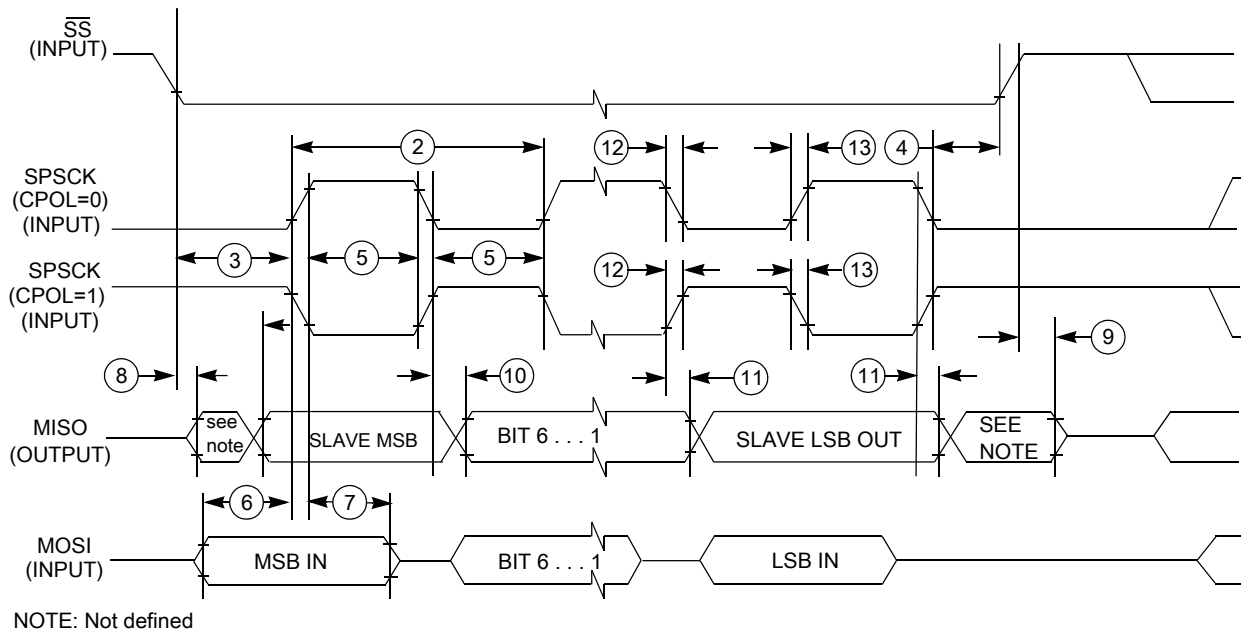 SS
(INPUT)
2
12
13
4
SPSCK
(CPOL=0)
(INPUT)
3
5
5
SPSCK
(CPOL=1)
(INPUT)
12
13
8
10
11
11
9
MISO
(OUTPUT)
see
note
SLAVE MSB
BIT 6 . . . 1
SLAVE LSB OUT
SEE
NOTE
6
7
MOSI
(INPUT)
MSB IN
BIT 6 . . . 1
LSB IN
NOTE: Not defined